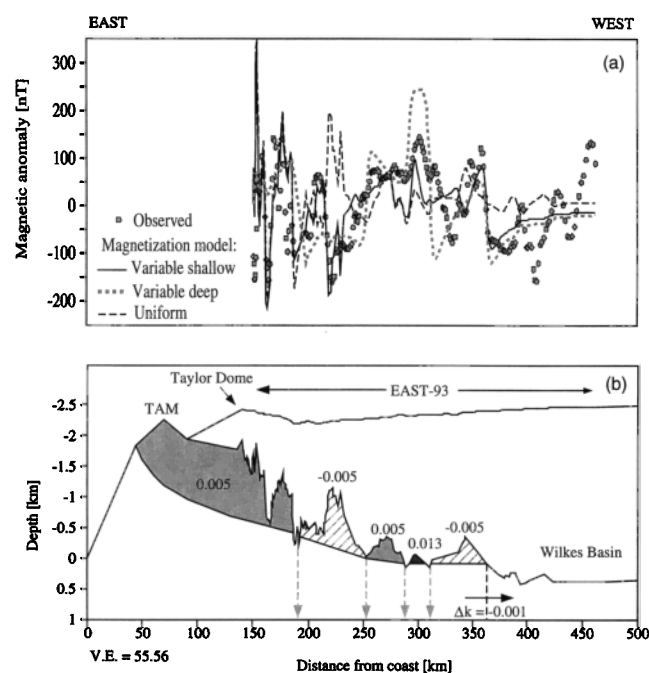 EAST WEST
(a)
Magnetic anomaly [nT]
300
200
100
0
-100
-200
Observed
Magnetization model:
Variable shallow
Variable deep
Uniform
(b)
Taylor Dome
EAST-93
TAM
Depth [km]
-2.5
-2
-1.5
-1
-0.5
0
0.5
1
0.005
-0.005
0.005
0.013
-0.005
Wilkes Basin
Δk = -0.001
0 50 100 150 200 250 300 350 400 450 500
V.E. = 55.56
Distance from coast [km]